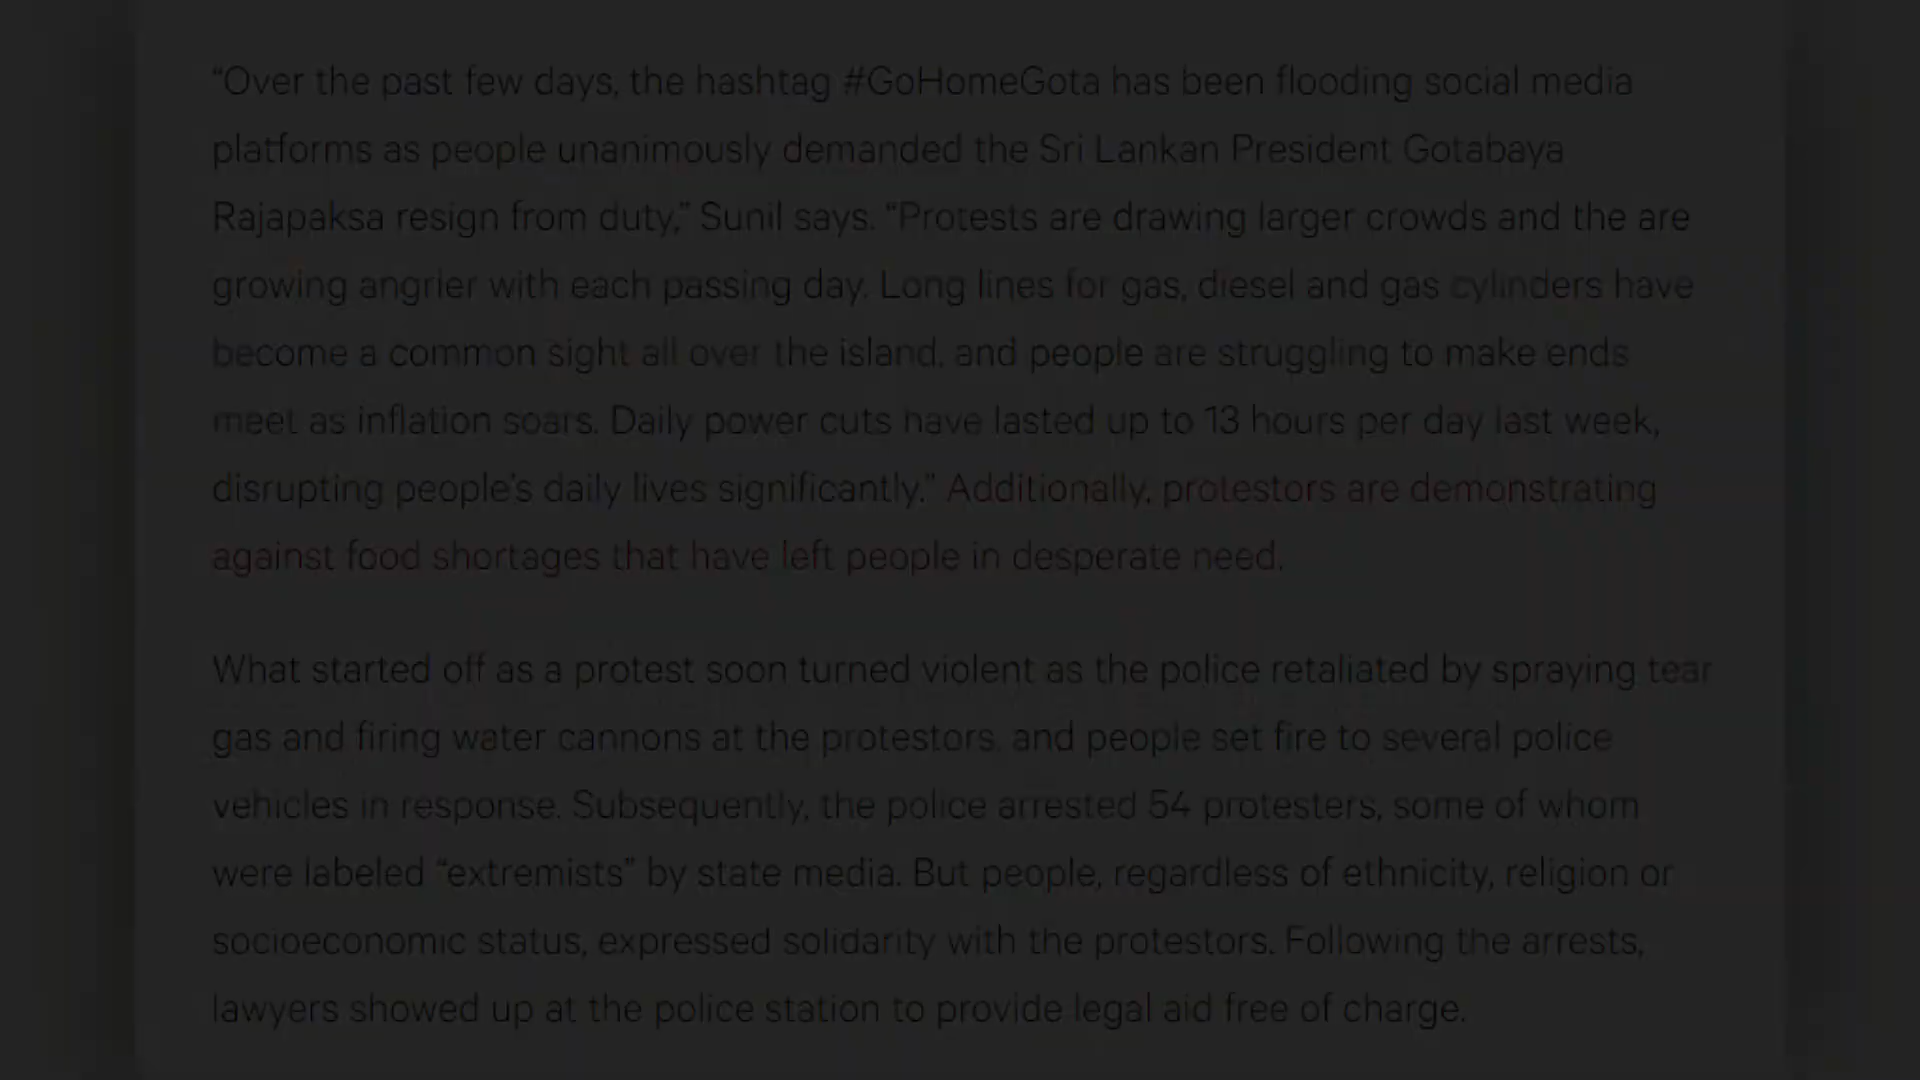 “Over the past few days, the hashtag #GoHomeGota has been flooding social media
platforms as people unanimously demanded the Sri Lankan President Gotabaya
Rajapaksa resign from duty,” Sunil says. “Protests are drawing larger crowds and the are
growing angrier with each passing day. Long lines for gas, diesel and gas cylinders have
become a common sight all over the island, and people are struggling to make ends
meet as inflation soars. Daily power cuts have lasted up to 13 hours per day last week,
disrupting people’s daily lives significantly.” Additionally, protestors are demonstrating
against food shortages that have left people in desperate need.
What started off as a protest soon turned violent as the police retaliated by spraying tear
gas and firing water cannons at the protestors, and people set fire to several police
vehicles in response. Subsequently, the police arrested 54 protesters, some of whom
were labeled “extremists” by state media. But people, regardless of ethnicity, religion or
socioeconomic status, expressed solidarity with the protestors. Following the arrests,
lawyers showed up at the police station to provide legal aid free of charge.